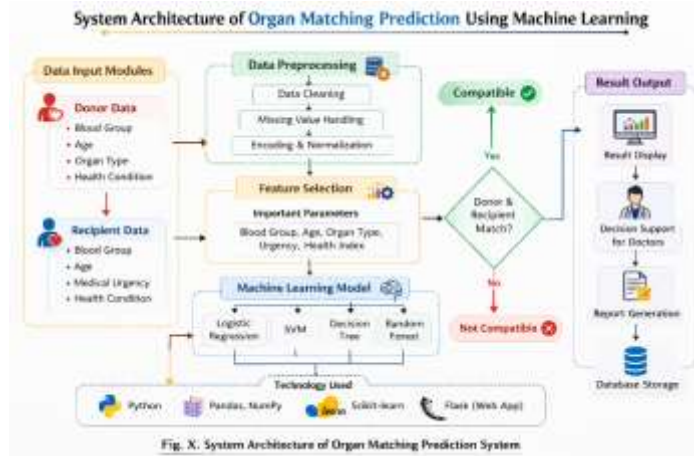 System Architecture of Organ Matching Prediction Using Machine Learning
Data Input Modules
Donor Data
• Blood Group
• Age
• Organ Type
• Health Condition
Recipient Data
• Blood Group
• Age
• Medical Urgency
• Health Condition
Data Preprocessing
Data Cleaning
Missing Value Handling
Encoding & Normalization
Feature Selection
Important Parameters
Blood Group, Age, Organ Type,
Urgency, Health Index
Machine Learning Model
Logistic
Regression
SVM
Decision
Tree
Random
Forest
Compatible
Yes
Donor &
Recipient
Match?
No
Not Compatible
Result Output
Result Display
Decision Support
for Doctors
Report Generation
Database Storage
Technology Used
Python
Pandas, NumPy
Scikit-learn
Flask (Web App)
Fig. X. System Architecture of Organ Matching Prediction System